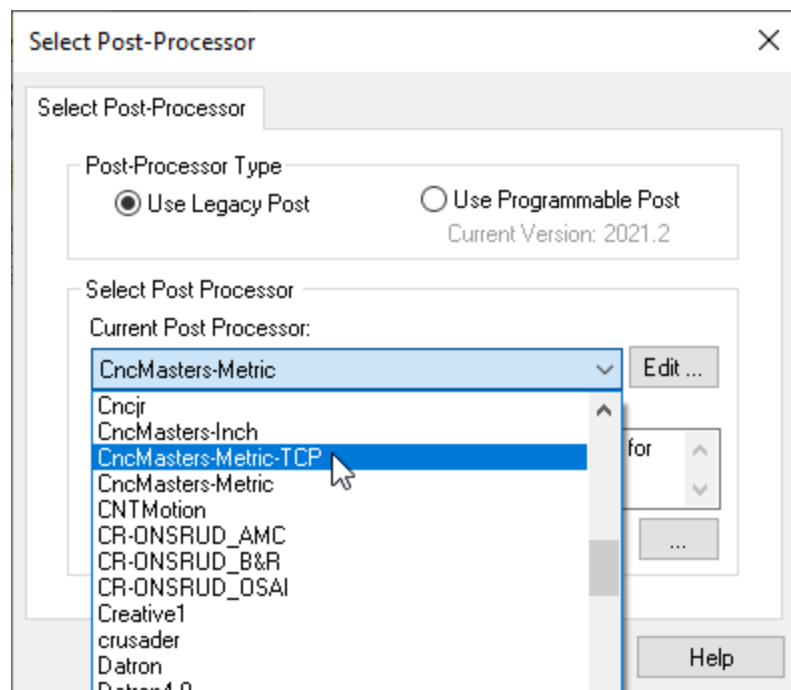 Select Post-Processor
Select Post-Processor
Post-Processor Type
Use Legacy Post
Use Programmable Post
Current Version: 2021.2
Select Post Processor
Current Post Processor:
CncMasters-Metric
Edit ...
Cncjr
CncMasters-Inch
CncMasters-Metric-TCP
for
CncMasters-Metric
CNTMotion
CR-ONSRUD_AMC
...
CR-ONSRUD_B&R
CR-ONSRUD_OSAI
Creative1
crusader
Datron
Help